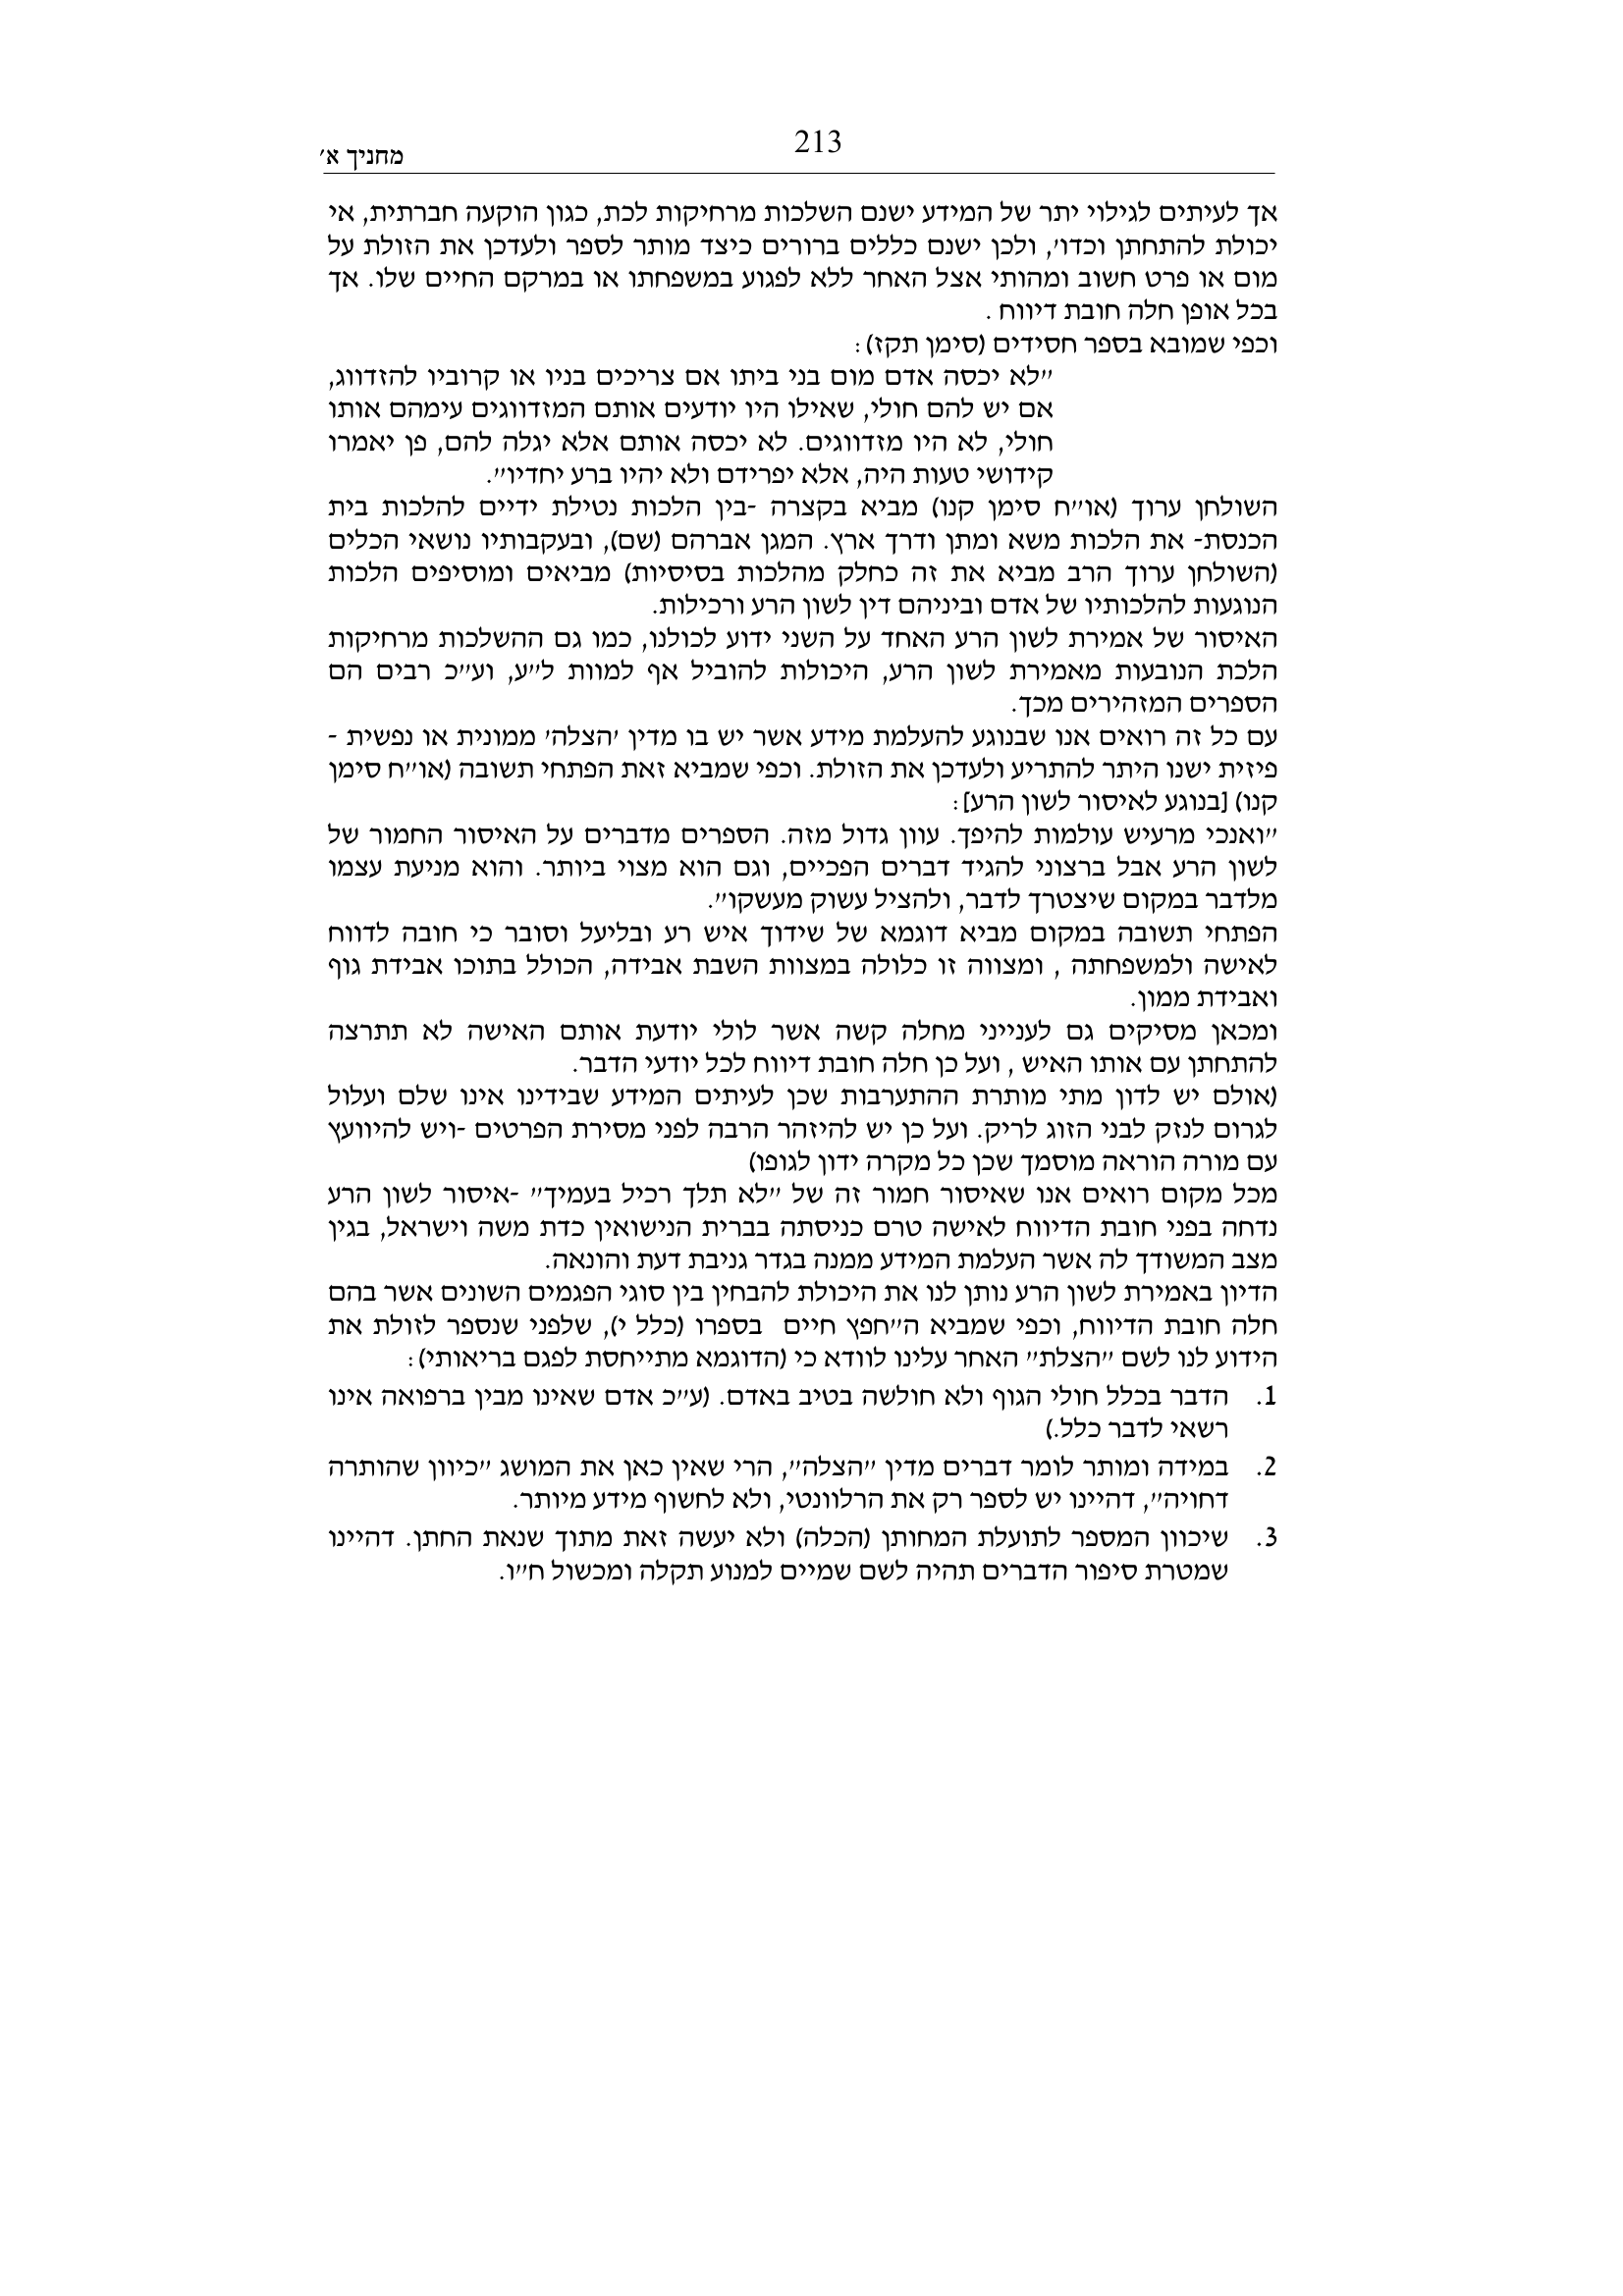 213
מחניך א'
אך לעיתים לגילוי יתר של המידע ישנם השלכות מרחיקות לכת, כגון הוקעה חברתית, אי
יכולת להתחתן וכדו', ולכן ישנם כללים ברורים כיצד מותר לספר ולעדכן את הזולת על
מום או פרט חשוב ומהותי אצל האחר ללא לפגוע במשפחתו או במרקם החיים שלו. אך
בכל אופן חלה חובת דיווח .
וכפי שמובא בספר חסידים (סימן תקז):
"לא יכסה אדם מום בני ביתו אם צריכים בניו או קרוביו להזדווג,
אם יש להם חולי, שאילו היו יודעים אותם המזדווגים עימהם אותו
חולי, לא היו מזדווגים. לא יכסה אותם אלא יגלה להם, פן יאמרו
קידושי טעות היה, אלא יפרידם ולא יהיו ברע יחדיו".
השולחן ערוך (או"ח סימן קנו) מביא בקצרה -בין הלכות נטילת ידיים להלכות בית
הכנסת- את הלכות משא ומתן ודרך ארץ. המגן אברהם (שם), ובעקבותיו נושאי הכלים
(השולחן ערוך הרב מביא את זה כחלק מהלכות בסיסיות) מביאים ומוסיפים הלכות
הנוגעות להלכותיו של אדם וביניהם דין לשון הרע ורכילות.
האיסור של אמירת לשון הרע האחד על השני ידוע לכולנו, כמו גם ההשלכות מרחיקות
הלכת הנובעות מאמירת לשון הרע, היכולות להוביל אף למוות ל"ע, וע"כ רבים הם
הספרים המזהירים מכך.
עם כל זה רואים אנו שבנוגע להעלמת מידע אשר יש בו מדין 'הצלה' ממונית או נפשית -
פיזית ישנו היתר להתריע ולעדכן את הזולת. וכפי שמביא זאת הפתחי תשובה (או"ח סימן
קנו) [בנוגע לאיסור לשון הרע]:
"ואנכי מרעיש עולמות להיפך. עוון גדול מזה. הספרים מדברים על האיסור החמור של
לשון הרע אבל ברצוני להגיד דברים הפכיים, וגם הוא מצוי ביותר. והוא מניעת עצמו
מלדבר במקום שיצטרך לדבר, ולהציל עשוק מעשקו".
הפתחי תשובה במקום מביא דוגמא של שידוך איש רע ובליעל וסובר כי חובה לדווח
לאישה ולמשפחתה , ומצווה זו כלולה במצוות השבת אבידה, הכולל בתוכו אבידת גוף
ואבידת ממון.
ומכאן מסיקים גם לענייני מחלה קשה אשר לולי יודעת אותם האישה לא תתרצה
להתחתן עם אותו האיש , ועל כן חלה חובת דיווח לכל יודעי הדבר.
(אולם יש לדון מתי מותרת ההתערבות שכן לעיתים המידע שבידינו אינו שלם ועלול
לגרום לנזק לבני הזוג לריק. ועל כן יש להיזהר הרבה לפני מסירת הפרטים -ויש להיוועץ
עם מורה הוראה מוסמך שכן כל מקרה ידון לגופו)
מכל מקום רואים אנו שאיסור חמור זה של "לא תלך רכיל בעמיך" -איסור לשון הרע
נדחה בפני חובת הדיווח לאישה טרם כניסתה בברית הנישואין כדת משה וישראל, בגין
מצב המשודך לה אשר העלמת המידע ממנה בגדר גניבת דעת והונאה.
הדיון באמירת לשון הרע נותן לנו את היכולת להבחין בין סוגי הפגמים השונים אשר בהם
חלה חובת הדיווח, וכפי שמביא ה"חפץ חיים  בספרו (כלל י), שלפני שנספר לזולת את
הידוע לנו לשם "הצלת" האחר עלינו לוודא כי (הדוגמא מתייחסת לפגם בריאותי):
1. הדבר בכלל חולי הגוף ולא חולשה בטיב באדם. (ע"כ אדם שאינו מבין ברפואה אינו
רשאי לדבר כלל.)
2. במידה ומותר לומר דברים מדין "הצלה", הרי שאין כאן את המושג "כיוון שהותרה
דחויה", דהיינו יש לספר רק את הרלוונטי, ולא לחשוף מידע מיותר.
3. שיכוון המספר לתועלת המחותן (הכלה) ולא יעשה זאת מתוך שנאת החתן. דהיינו
שמטרת סיפור הדברים תהיה לשם שמיים למנוע תקלה ומכשול ח"ו.